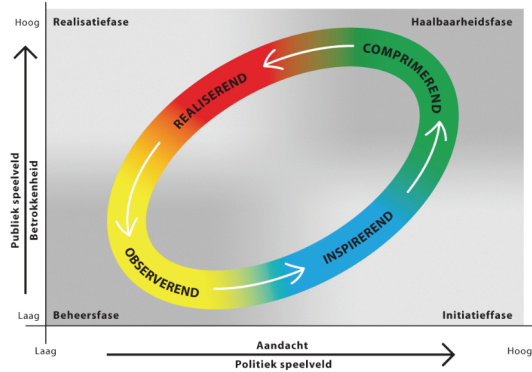 Hoog
Realisatiefase
Haalbaarheidsfase
COMPRIMEREND
REALISEREND
Publiek speelveld
Betrokkenheid
OBSERVEREND
INSPIREREND
Laag
Beheersfase
Initiatieffase
Laag
Aandacht
Hoog
Politiek speelveld